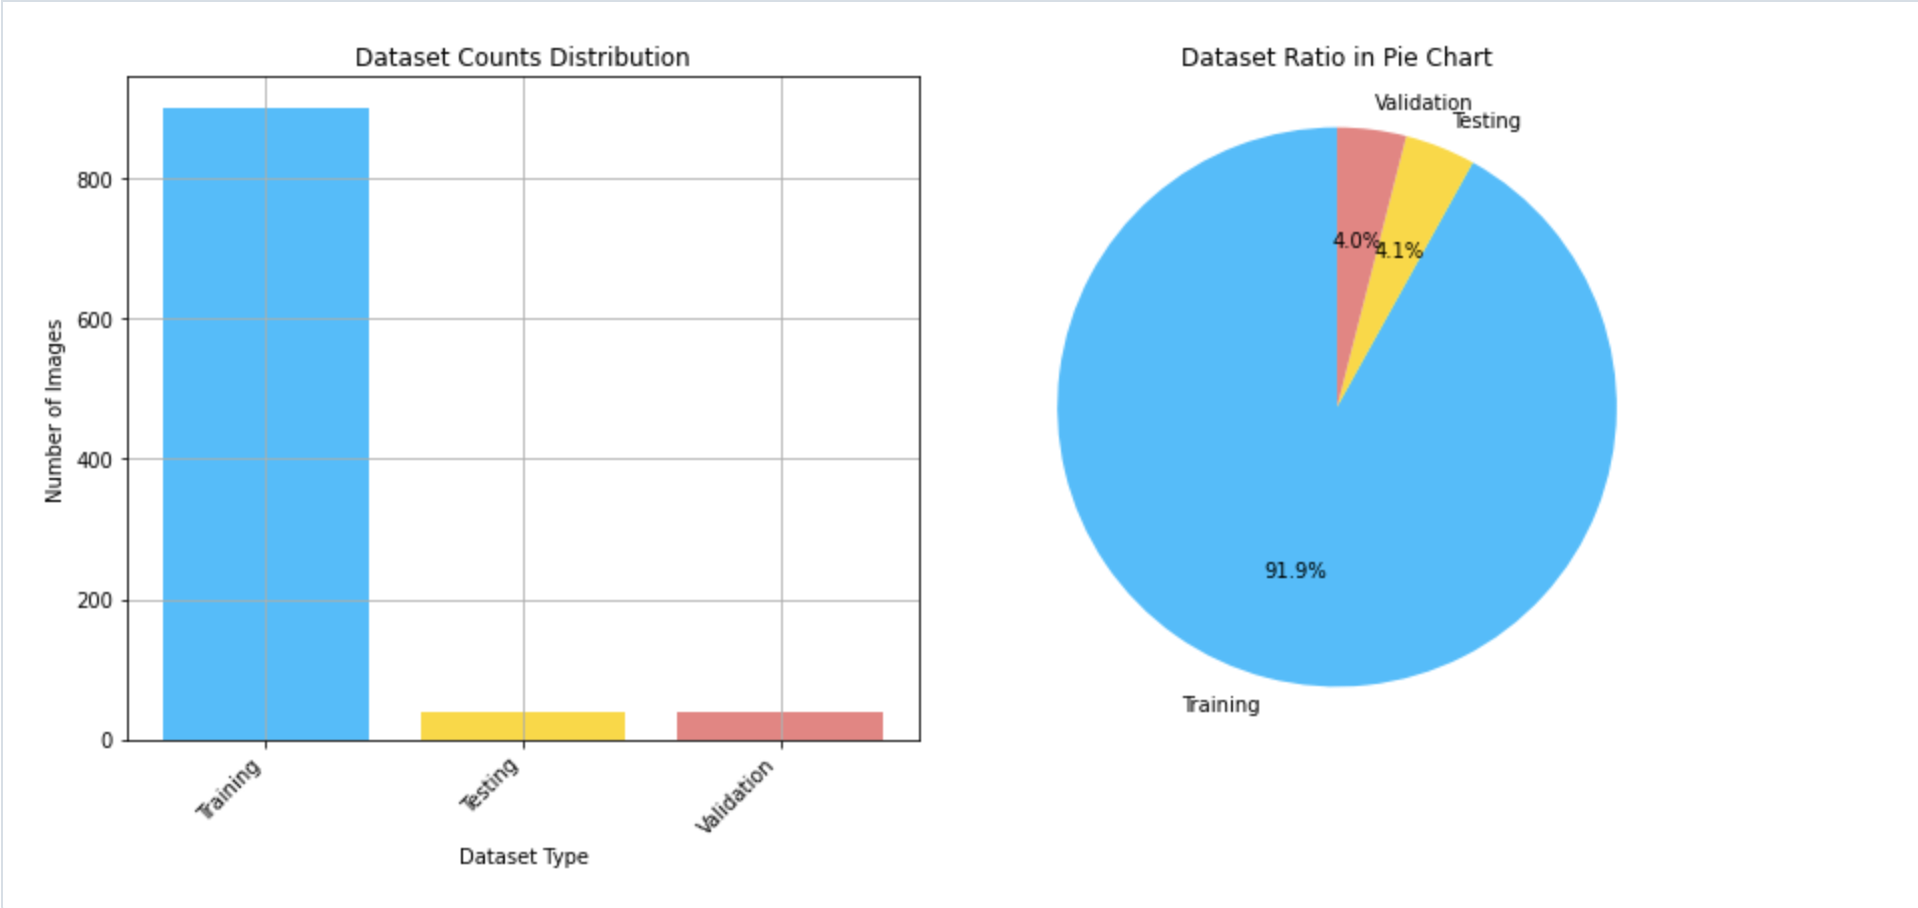 Dataset Counts Distribution
800
600
400
200
0
Number of Images
Training
Testing
Validation
Dataset Type
Dataset Ratio in Pie Chart
Validation
Testing
4.0%
4.1%
91.9%
Training